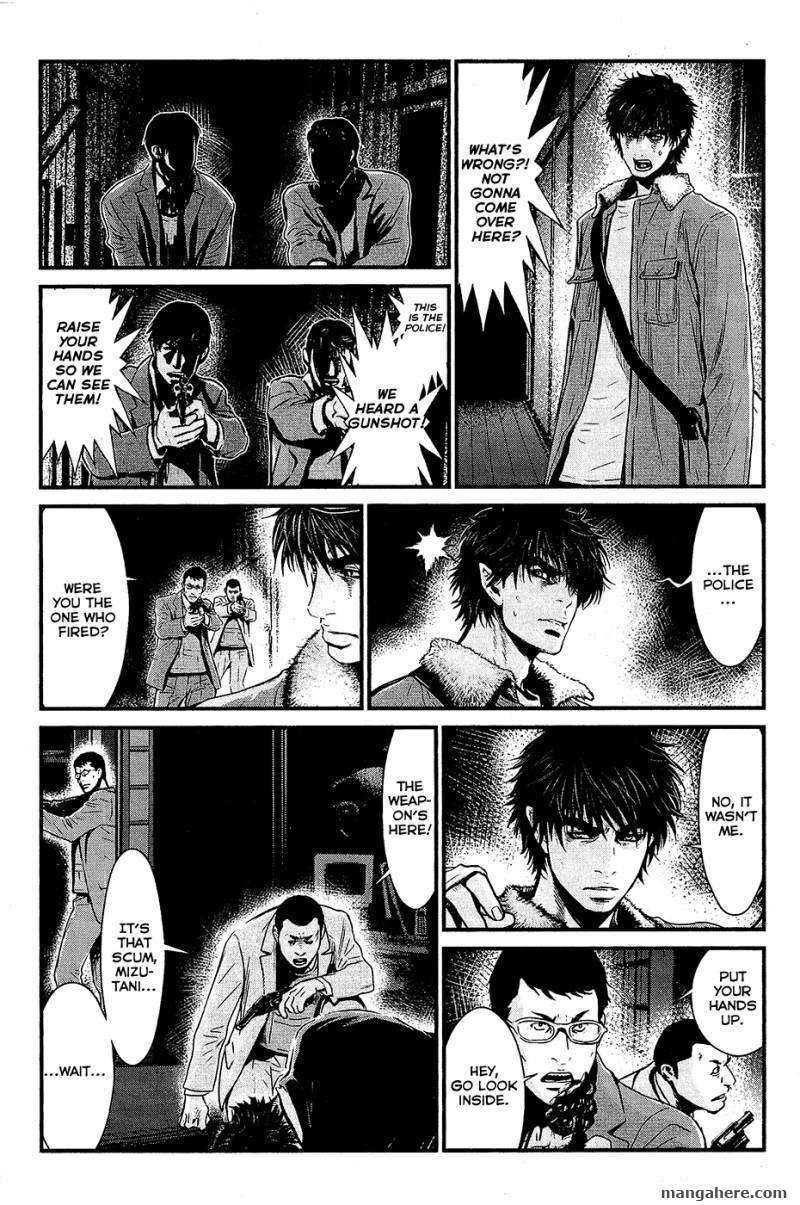 WHAT'S
WRONG?!
NOT
GONNA
COME
OVER
HERE?
THIS
IS THE
POLICE!
WE
HEARD A
GUNSHOT!
RAISE
YOUR
HANDS
SO WE
CAN SEE
THEM!
...THE
POLICE
...
WERE
YOU THE
ONE WHO
FIRED?
NO, IT
WASN'T
ME.
PUT
YOUR
HANDS
UP.
HEY,
GO LOOK
INSIDE.
THE
WEAP-
ON'S
HERE!
IT'S
THAT
SCUM,
MIZU-
TANI...
...WAIT...
mangahere.com